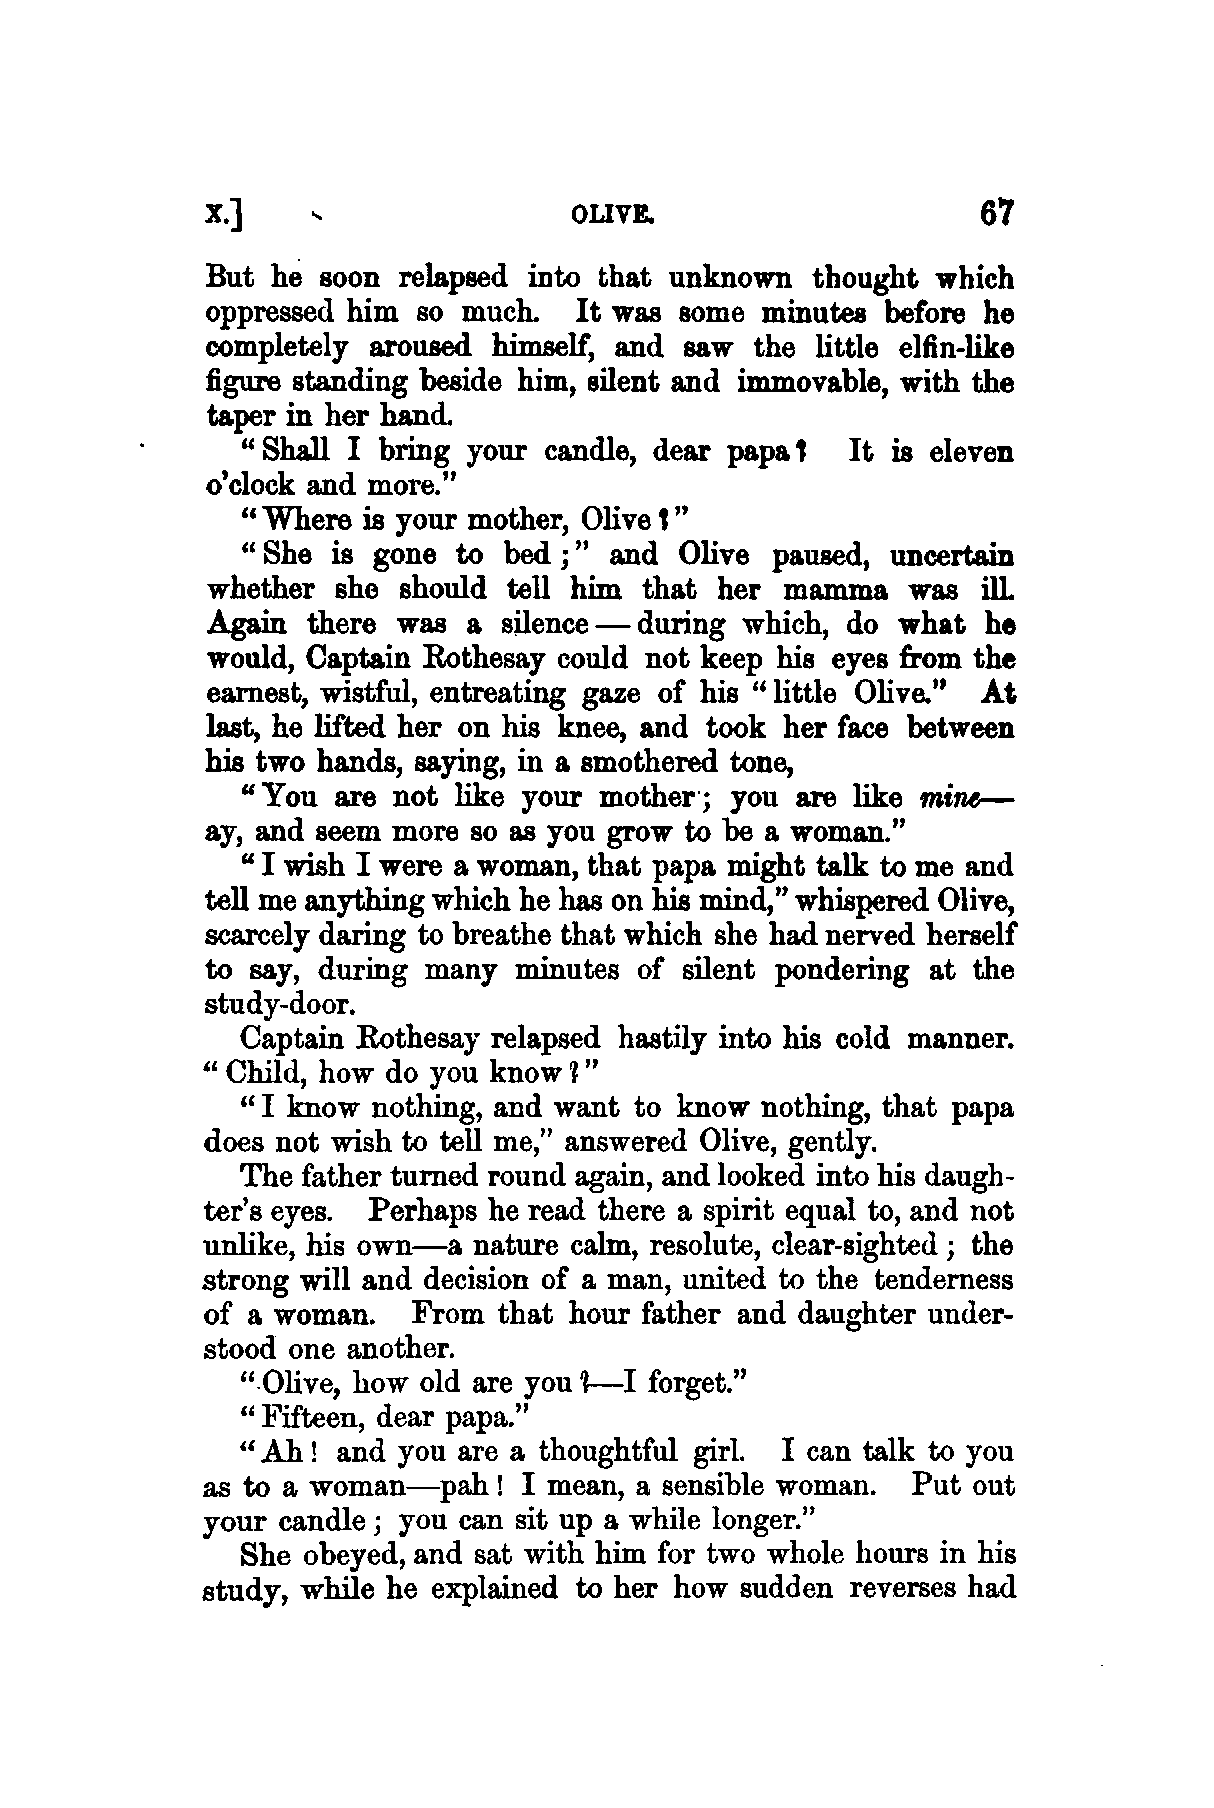 X.] OLIVE. 67
But he soon relapsed into that unknown thought which
oppressed him so much. It was some minutes before he
completely aroused himself, and saw the little elfin-like
figure standing beside him, silent and immovable, with the
taper in her hand.
“Shall I bring your candle, dear papa? It is eleven
o’clock and more.”
“Where is your mother, Olive?”
“She is gone to bed;” and Olive paused, uncertain
whether she should tell him that her mamma was ill.
Again there was a silence—during which, do what he
would, Captain Rothesay could not keep his eyes from the
earnest, wistful, entreating gaze of his “little Olive.” At
last, he lifted her on his knee, and took her face between
his two hands, saying, in a smothered tone,
“You are not like your mother; you are like mine—
ay, and seem more so as you grow to be a woman.”
“I wish I were a woman, that papa might talk to me and
tell me anything which he has on his mind,” whispered Olive,
scarcely daring to breathe that which she had nerved herself
to say, during many minutes of silent pondering at the
study-door.
Captain Rothesay relapsed hastily into his cold manner.
“Child, how do you know?”
“I know nothing, and want to know nothing, that papa
does not wish to tell me,” answered Olive, gently.
The father turned round again, and looked into his daugh-
ter’s eyes. Perhaps he read there a spirit equal to, and not
unlike, his own—a nature calm, resolute, clear-sighted; the
strong will and decision of a man, united to the tenderness
of a woman. From that hour father and daughter under-
stood one another.
“Olive, how old are you?—I forget.”
“Fifteen, dear papa.”
“Ah! and you are a thoughtful girl. I can talk to you
as to a woman—pah! I mean, a sensible woman. Put out
your candle; you can sit up a while longer.”
She obeyed, and sat with him for two whole hours in his
study, while he explained to her how sudden reverses had